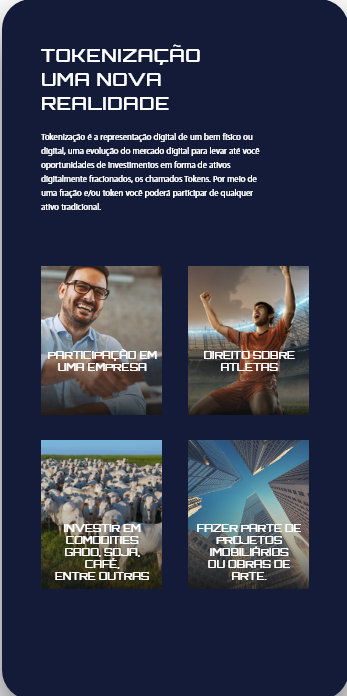 TOKENIZAÇÃO
UMA NOVA
REALIDADE
Tokenização é a representação digital de um bem físico ou
digital, uma evolução do mercado digital para levar até você
oportunidades de investimentos em forma de ativos
digitalmente fracionados, os chamados Tokens. Por meio de
uma fração e/ou token você poderá participar de qualquer
ativo tradicional.
PARTICIPAÇÃO EM
UMA EMPRESA
DIREITO SOBRE
ATLETAS
INVESTIR EM
COMODITIES
GADO, SOJA,
CAFÉ,
ENTRE OUTRAS
FAZER PARTE DE
PROJETOS
IMOBILIÁRIOS
OU OBRAS DE
ARTE.